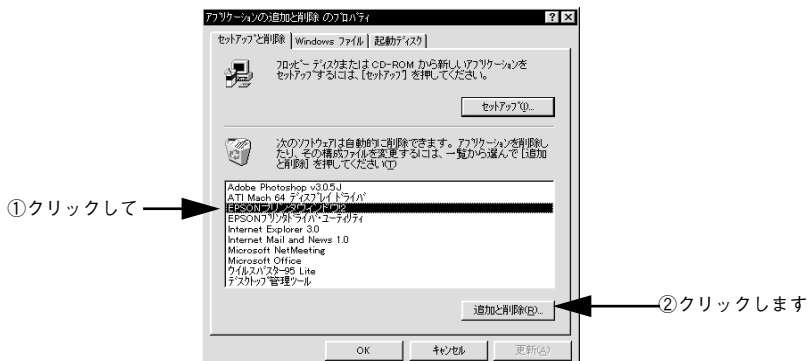 アプリケーションの追加と削除 のプロパティ
セットアップと削除 Windows ファイル 起動ディスク
フロッピー ディスクまたは CD-ROM から新しいアプリケーションを
セットアップするには、[セットアップ] を押してください。
セットアップ(I)...
次のソフトウェアは自動的に削除できます。アプリケーションを削除し
たり、その構成ファイルを変更するには、一覧から選んで [追加
と削除] を押してください(T)
Adobe Photoshop v3.0.5J
ATI Mach 64 ディスプレイ ドライバ
①クリックして
EPSONプリンタウィンドウ!2
EPSONプリンタドライバ・ユーティリティ
Internet Explorer 3.0
Internet Mail and News 1.0
Microsoft NetMeeting
Microsoft Office
ウイルスバスター95 Lite
デスクトップ管理ツール
追加と削除(R)...
②クリックします
OK キャンセル 更新(A)